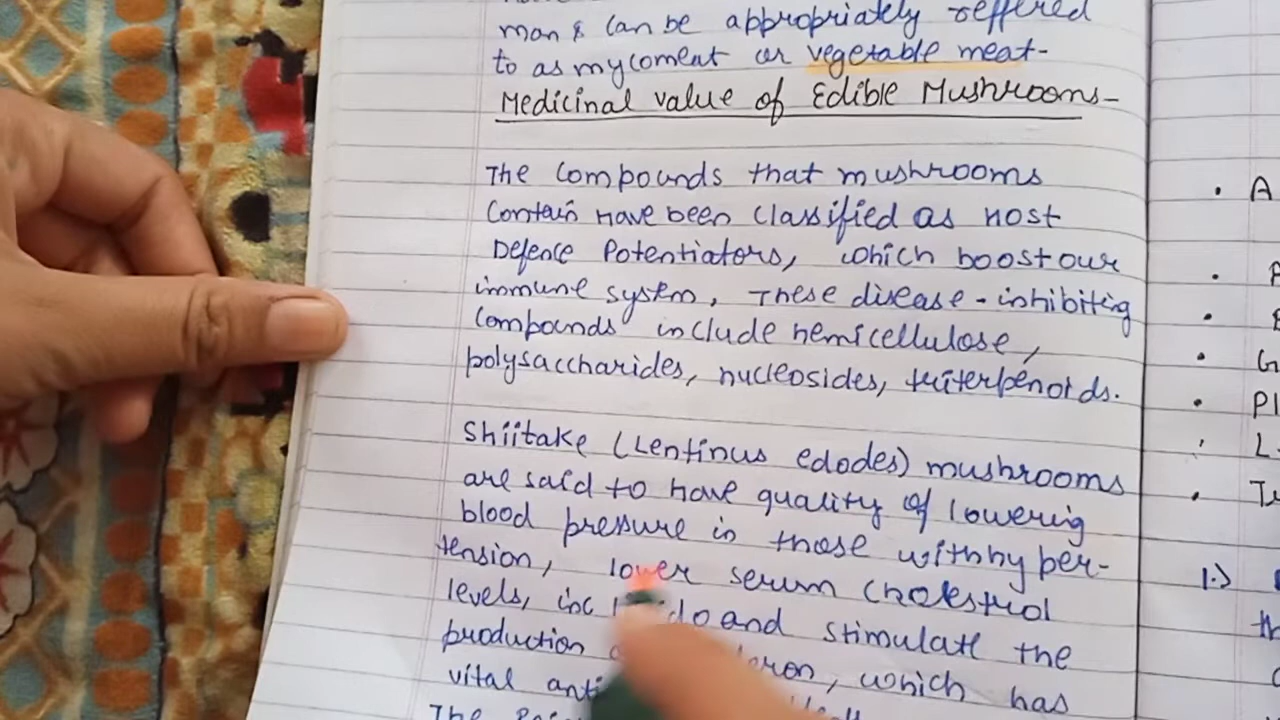 man & can be appropriately reffered
to as mycomeat or vegetable meat-
Medicinal value of Edible Mushrooms-
The compounds that mushrooms
Contain have been classified as host
Defence Potentiators, which boost our
immune system, These disease-inhibiting
compounds include hemicellulose,
polysaccharides, nucleosides, triterpenoids.
Shiitake (Lentinus edodes) mushrooms
are said to have quality of lowering
blood pressure in those with hyper-
tension, lower serum cholestrol
levels, and stimulate the
production which has
vital
The
A
G
Pl
L
1.)